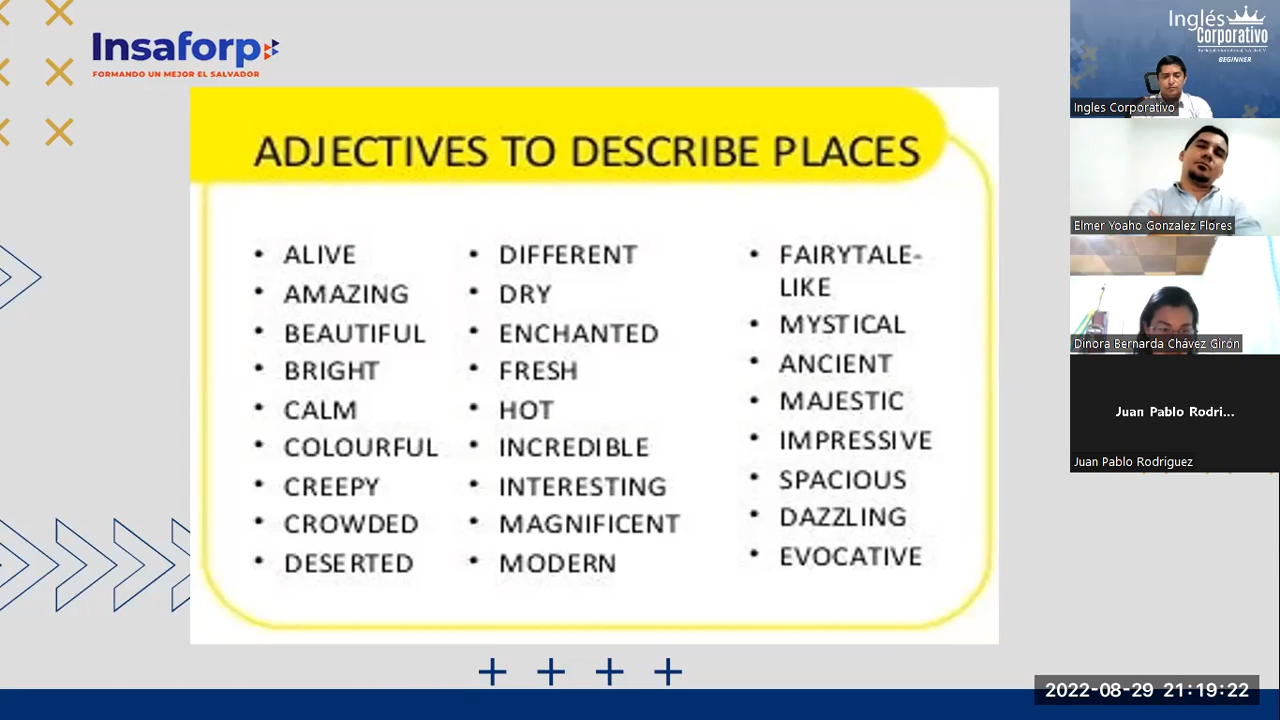 Insaforp
FORMANDO UN MEJOR EL SALVADOR
ADJECTIVES TO DESCRIBE PLACES
• ALIVE
• AMAZING
• BEAUTIFUL
• BRIGHT
• CALM
• COLOURFUL
• CREEPY
• CROWDED
• DESERTED
• DIFFERENT
• DRY
• ENCHANTED
• FRESH
• HOT
• INCREDIBLE
• INTERESTING
• MAGNIFICENT
• MODERN
• FAIRYTALE-
LIKE
• MYSTICAL
• ANCIENT
• MAJESTIC
• IMPRESSIVE
• SPACIOUS
• DAZZLING
• EVOCATIVE
Inglés
Corporativo
BEGINNER
Ingles Corporativo
Elmer Yoaho Gonzalez Flores
Dinora Bernarda Chávez Girón
Juan Pablo Rodri...
Juan Pablo Rodriguez
2022-08-29 21:19:22